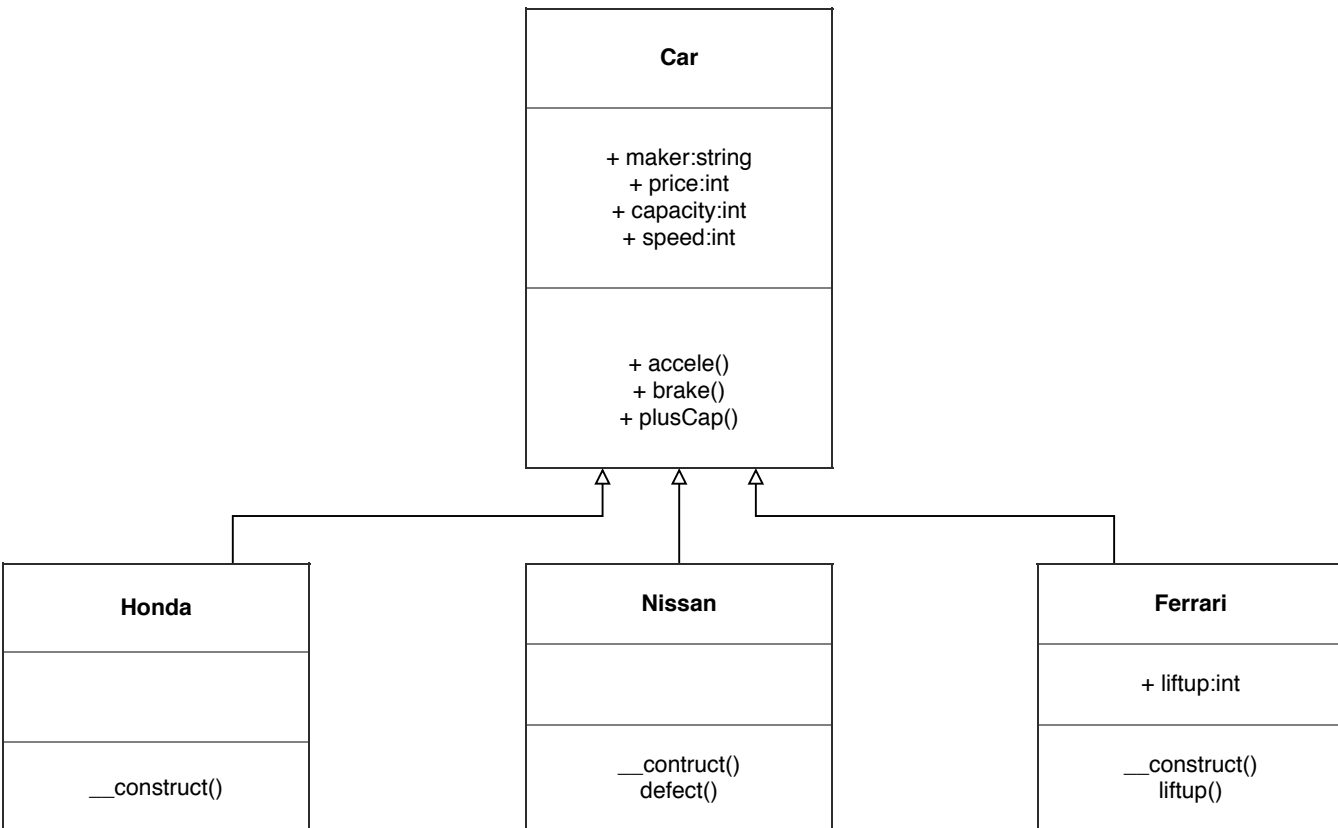 Car
+ maker:string
+ price:int
+ capacity:int
+ speed:int
+ accele()
+ brake()
+ plusCap()
Honda
__construct()
Nissan
__contruct()
defect()
Ferrari
+ liftup:int
__construct()
liftup()